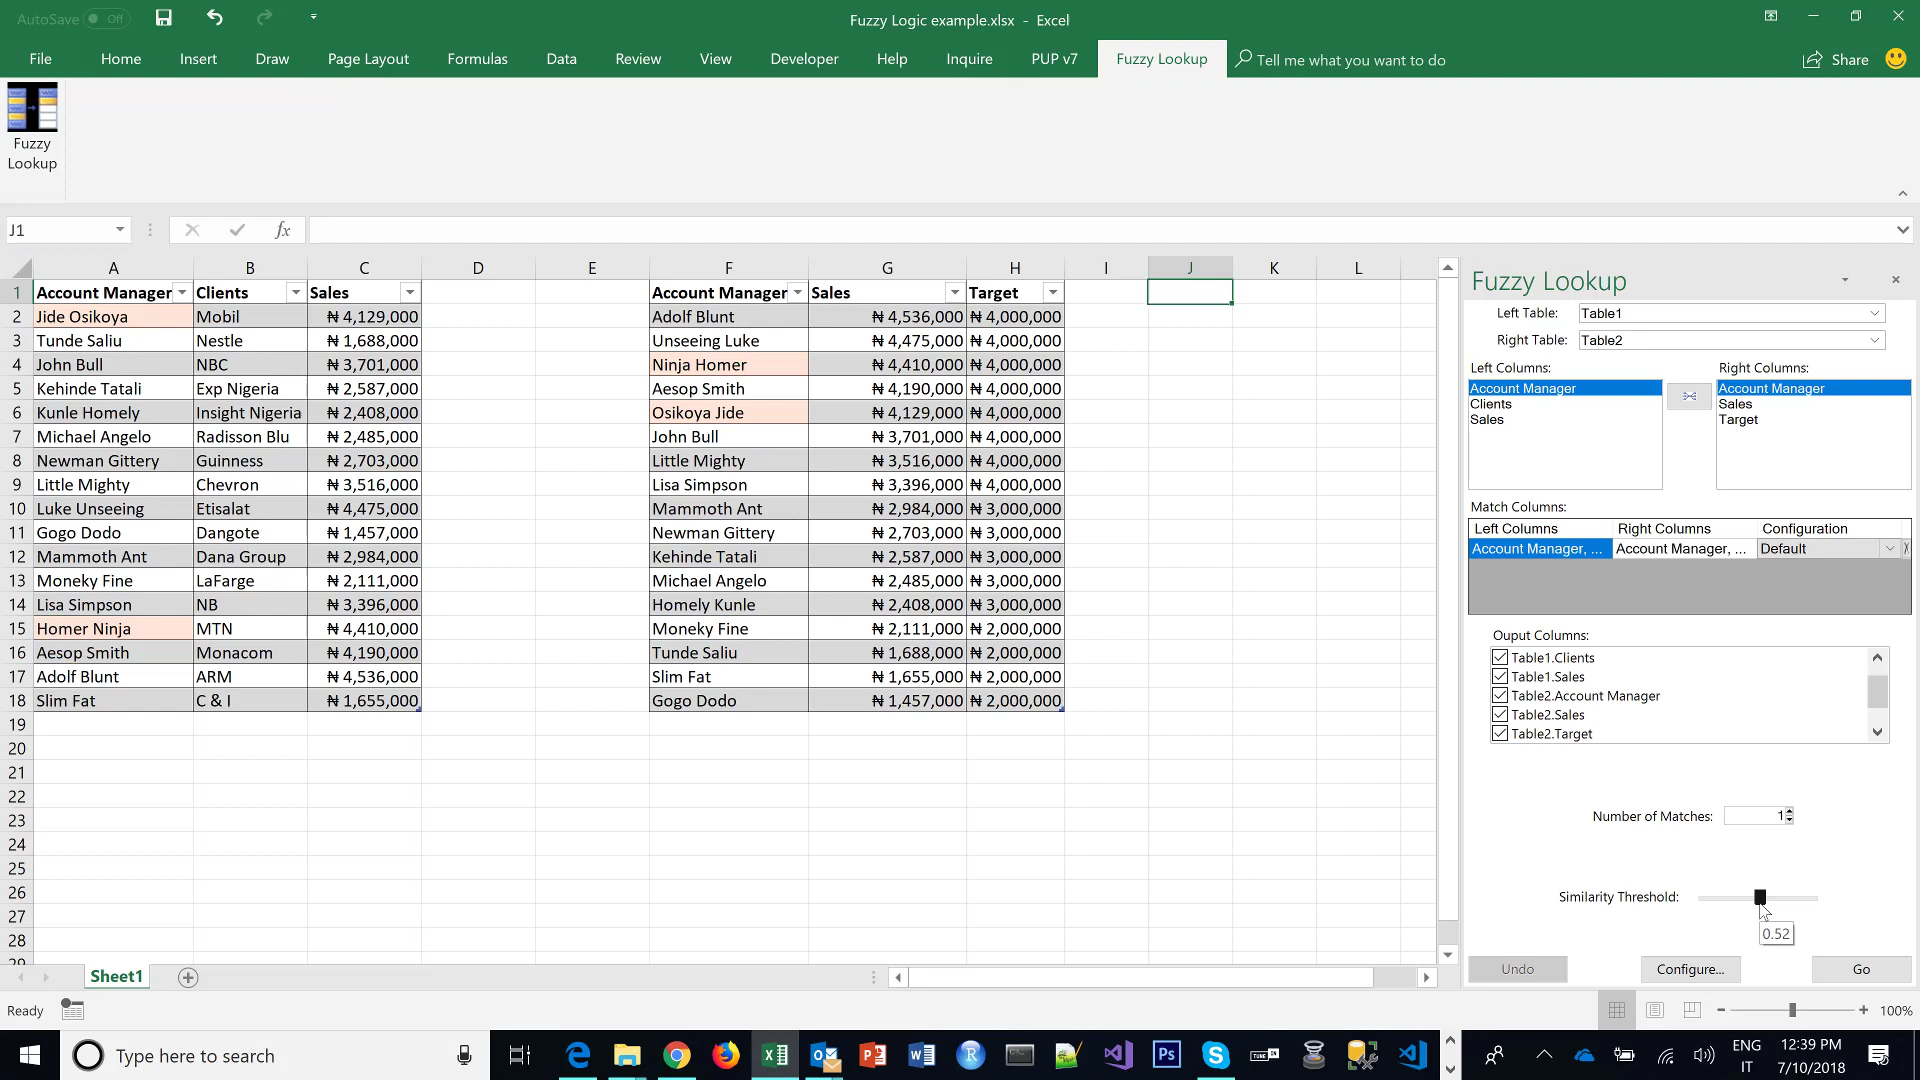 AutoSave Off
Fuzzy Logic example.xlsx - Excel
File Home Insert Draw Page Layout Formulas Data Review View Developer Help Inquire PUP v7 Fuzzy Lookup Tell me what you want to do Share
Fuzzy
Lookup
J1 fx
A B C D E F G H I J K L
1 Account Manager Clients Sales Account Manager Sales Target
2 Jide Osikoya Mobil ₦ 4,129,000 Adolf Blunt ₦ 4,536,000 ₦ 4,000,000
3 Tunde Saliu Nestle ₦ 1,688,000 Unseeing Luke ₦ 4,475,000 ₦ 4,000,000
4 John Bull NBC ₦ 3,701,000 Ninja Homer ₦ 4,410,000 ₦ 4,000,000
5 Kehinde Tatali Exp Nigeria ₦ 2,587,000 Aesop Smith ₦ 4,190,000 ₦ 4,000,000
6 Kunle Homely Insight Nigeria ₦ 2,408,000 Osikoya Jide ₦ 4,129,000 ₦ 4,000,000
7 Michael Angelo Radisson Blu ₦ 2,485,000 John Bull ₦ 3,701,000 ₦ 4,000,000
8 Newman Gittery Guinness ₦ 2,703,000 Little Mighty ₦ 3,516,000 ₦ 4,000,000
9 Little Mighty Chevron ₦ 3,516,000 Lisa Simpson ₦ 3,396,000 ₦ 4,000,000
10 Luke Unseeing Etisalat ₦ 4,475,000 Mammoth Ant ₦ 2,984,000 ₦ 3,000,000
11 Gogo Dodo Dangote ₦ 1,457,000 Newman Gittery ₦ 2,703,000 ₦ 3,000,000
12 Mammoth Ant Dana Group ₦ 2,984,000 Kehinde Tatali ₦ 2,587,000 ₦ 3,000,000
13 Moneky Fine LaFarge ₦ 2,111,000 Michael Angelo ₦ 2,485,000 ₦ 3,000,000
14 Lisa Simpson NB ₦ 3,396,000 Homely Kunle ₦ 2,408,000 ₦ 3,000,000
15 Homer Ninja MTN ₦ 4,410,000 Moneky Fine ₦ 2,111,000 ₦ 2,000,000
16 Aesop Smith Monacom ₦ 4,190,000 Tunde Saliu ₦ 1,688,000 ₦ 2,000,000
17 Adolf Blunt ARM ₦ 4,536,000 Slim Fat ₦ 1,655,000 ₦ 2,000,000
18 Slim Fat C & I ₦ 1,655,000 Gogo Dodo ₦ 1,457,000 ₦ 2,000,000
19
20
21
22
23
24
25
26
27
28
29
Fuzzy Lookup
Left Table: Table1
Right Table: Table2
Left Columns: Right Columns:
Account Manager Account Manager
Clients Sales
Sales Target
Match Columns:
Left Columns Right Columns Configuration
Account Manager, ... Account Manager, ... Default
Ouput Columns:
Table1.Clients
Table1.Sales
Table2.Account Manager
Table2.Sales
Table2.Target
Number of Matches: 1
Similarity Threshold:
0.52
Undo Configure... Go
Sheet1
Ready 100%
Type here to search
ENG 12:39 PM
IT 7/10/2018